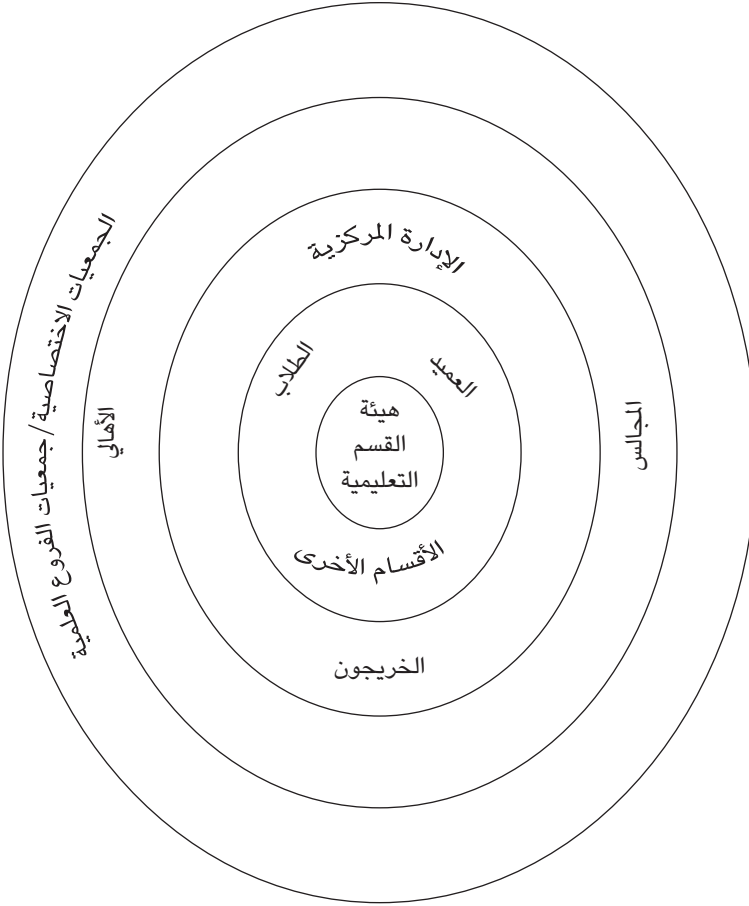 الإدارة المركزية
الطلاب
العميد
هيئة
القسم
التعليمية
الأقسام الأخرى
الخريجون
الأهالي
المجالس
الجمعيات الاختصاصية/جمعيات الفروع العلمية